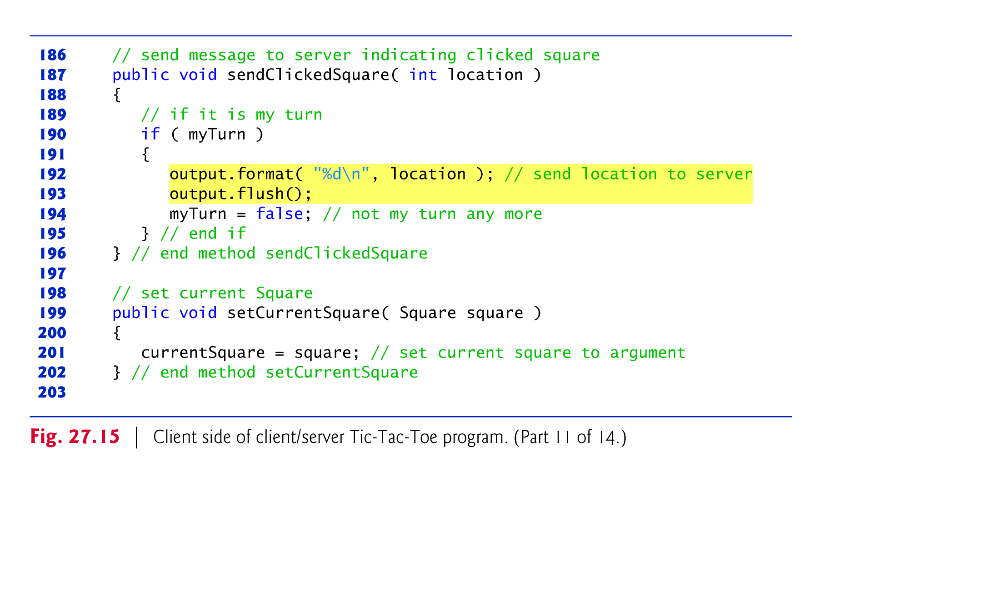 186 // send message to server indicating clicked square
187 public void sendClickedSquare( int location )
188 {
189 // if it is my turn
190 if ( myTurn )
191 {
192 output.format( "%d\n", location ); // send location to server
193 output.flush();
194 myTurn = false; // not my turn any more
195 } // end if
196 } // end method sendClickedSquare
197
198 // set current Square
199 public void setCurrentSquare( Square square )
200 {
201 currentSquare = square; // set current square to argument
202 } // end method setCurrentSquare
203
Fig. 27.15 | Client side of client/server Tic-Tac-Toe program. (Part 11 of 14.)